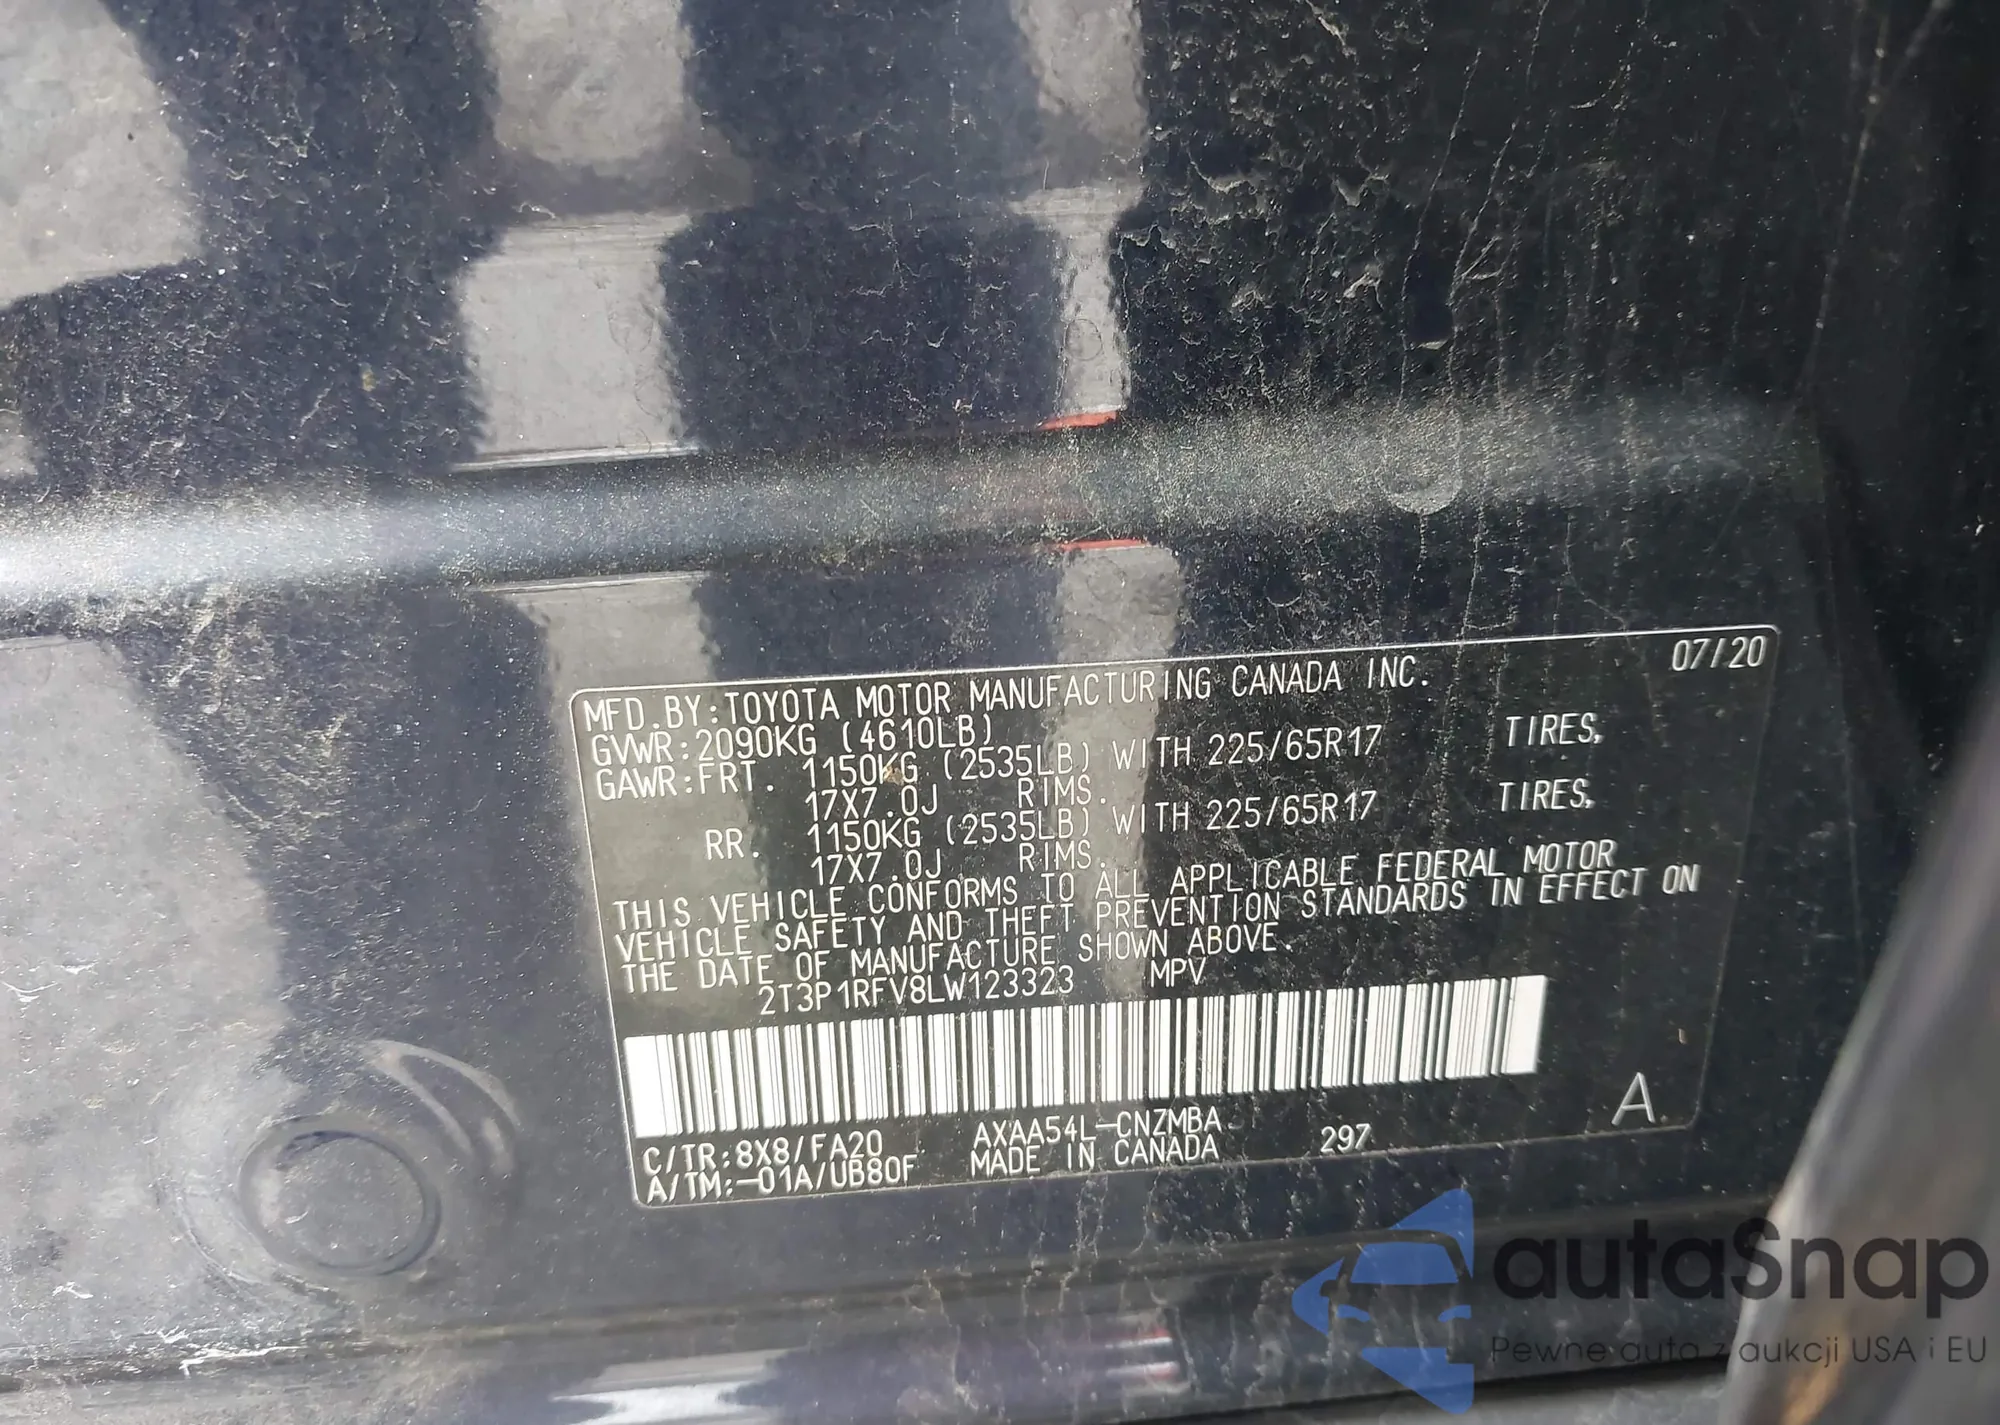 07/20
MFD.BY:TOYOTA MOTOR MANUFACTURING CANADA INC.
GVWR:2090KG (4610LB)
GAWR:FRT. 1150KG (2535LB) WITH 225/65R17 TIRES,
17X7.0J RIMS.
RR. 1150KG (2535LB) WITH 225/65R17 TIRES,
17X7.0J RIMS.
THIS VEHICLE CONFORMS TO ALL APPLICABLE FEDERAL MOTOR
VEHICLE SAFETY AND THEFT PREVENTION STANDARDS IN EFFECT ON
THE DATE OF MANUFACTURE SHOWN ABOVE.
2T3P1RFV8LW123323 MPV
C/TR:8X8/FA20 AXAA54L-CNZMBA
A/TM:-01A/UB80F MADE IN CANADA 297
A
autaSnap
Pewne auta z aukcji USA i EU